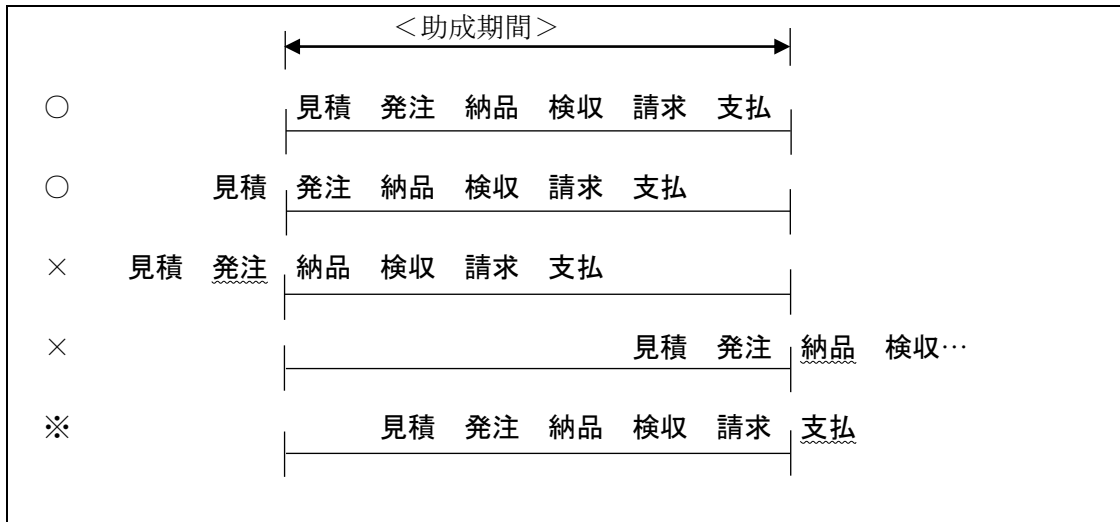 ＜助成期間＞
○ 見積 発注 納品 検収 請求 支払
○ 見積 発注 納品 検収 請求 支払
× 見積 発注 納品 検収 請求 支払
× 見積 発注 納品 検収…
※ 見積 発注 納品 検収 請求 支払